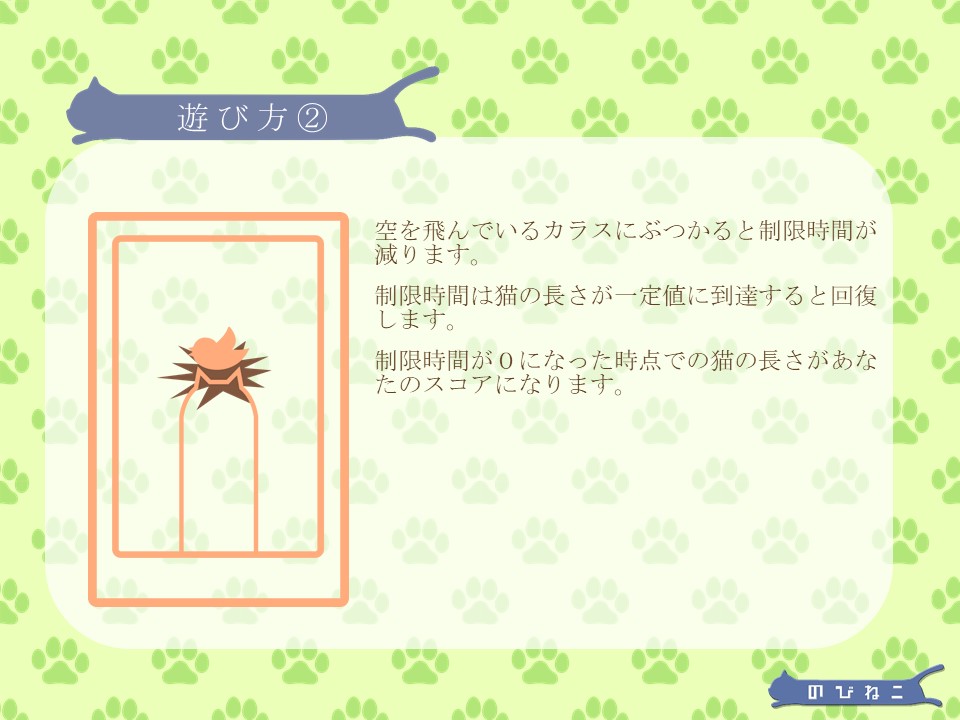 遊び方②
空を飛んでいるカラスにぶつかると制限時間が
減ります。
制限時間は猫の長さが一定値に到達すると回復
します。
制限時間が０になった時点での猫の長さがあな
たのスコアになります。
のびねこ